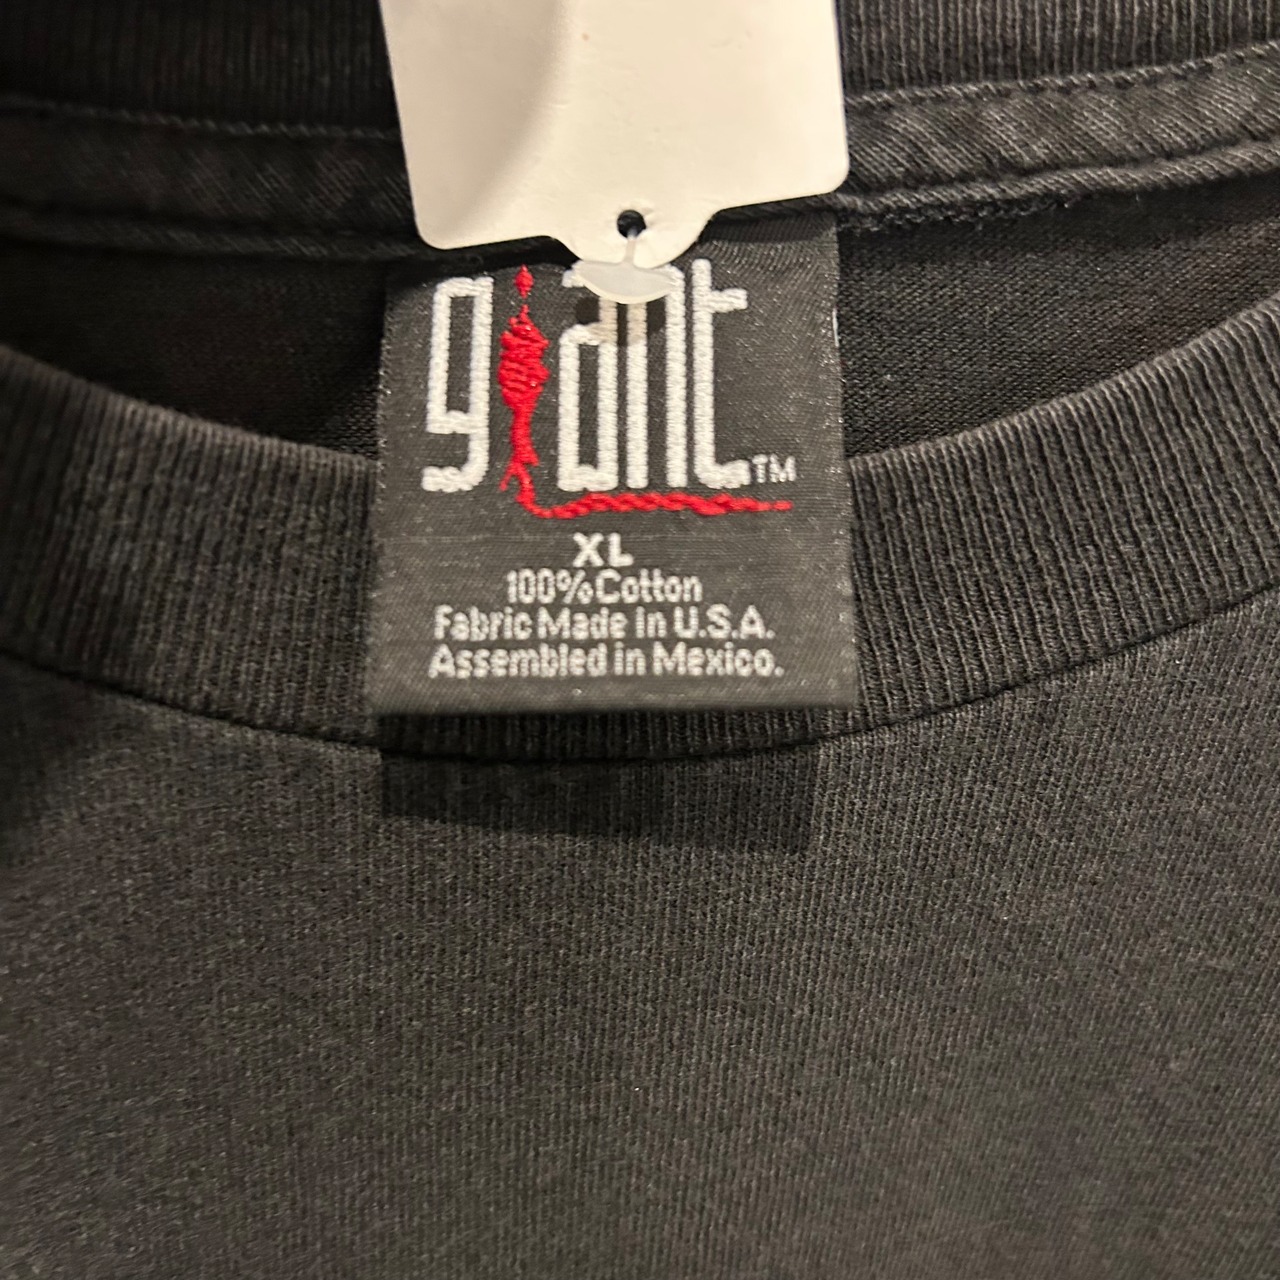 giant™
XL
100% Cotton
Fabric Made in U.S.A.
Assembled in Mexico.